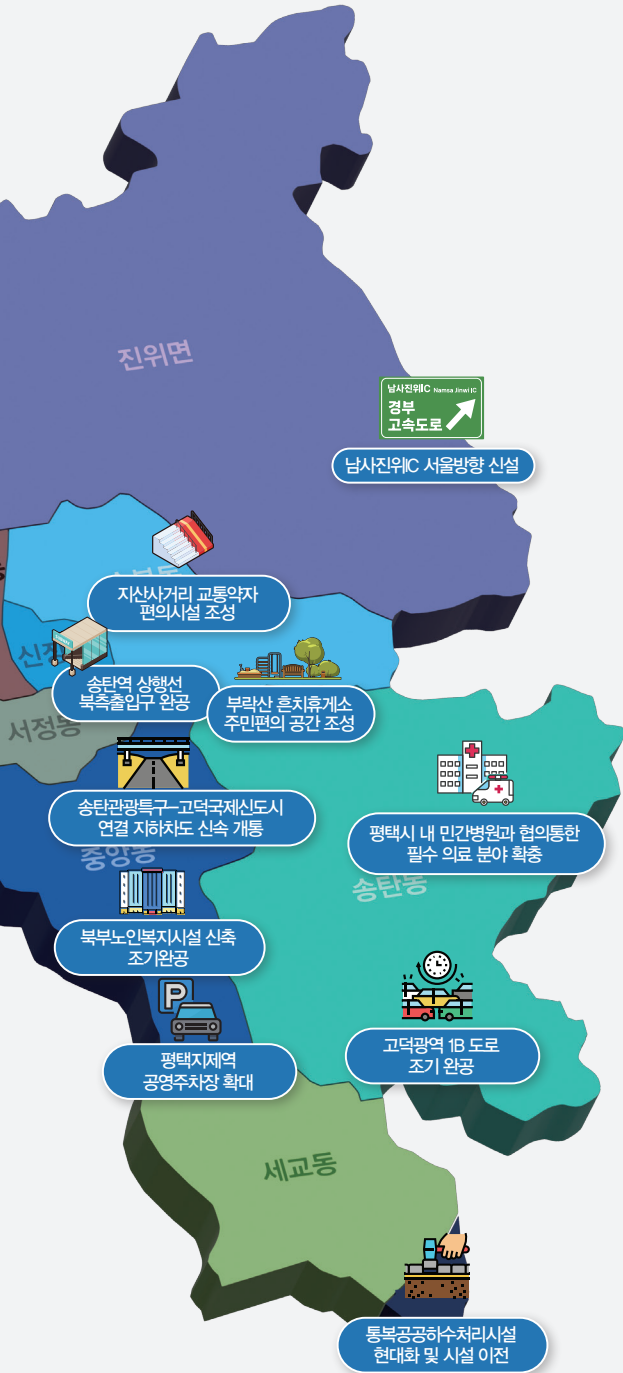 진위면
남사진위IC Namsa Jinwi IC
경부
고속도로
남사진위IC 서울방향 신설
지산사거리 교통약자
편의시설 조성
송탄역 상행선
북측출입구 완공
부락산 흔치휴게소
주민편의 공간 조성
서정동
송탄관광특구–고덕국제신도시
연결 지하차도 신속 개통
평택시 내 민간병원과 협의통한
필수 의료 분야 확충
중앙동
송탄동
북부노인복지시설 신축
조기완공
P
고덕광역 1B 도로
조기 완공
평택지제역
공영주차장 확대
세교동
통복공공하수처리시설
현대화 및 시설 이전